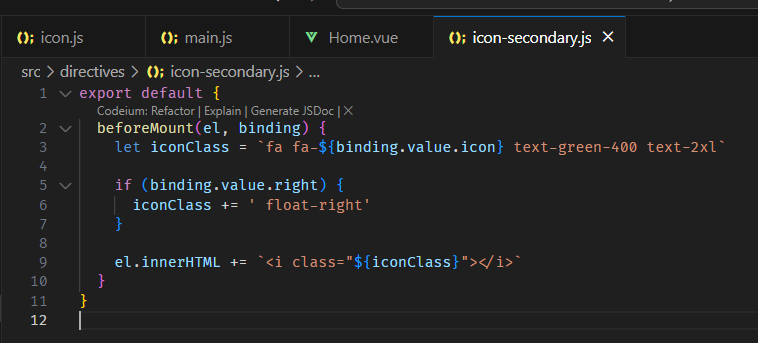 icon.js main.js Home.vue icon-secondary.js
src > directives > icon-secondary.js > ...
1 export default {
Codeium: Refactor | Explain | Generate JSDoc | ×
2 beforeMount(el, binding) {
3 let iconClass = `fa fa-${binding.value.icon} text-green-400 text-2xl`
4
5 if (binding.value.right) {
6 iconClass += ' float-right'
7 }
8
9 el.innerHTML += `<i class="${iconClass}"></i>`
10 }
11 }
12